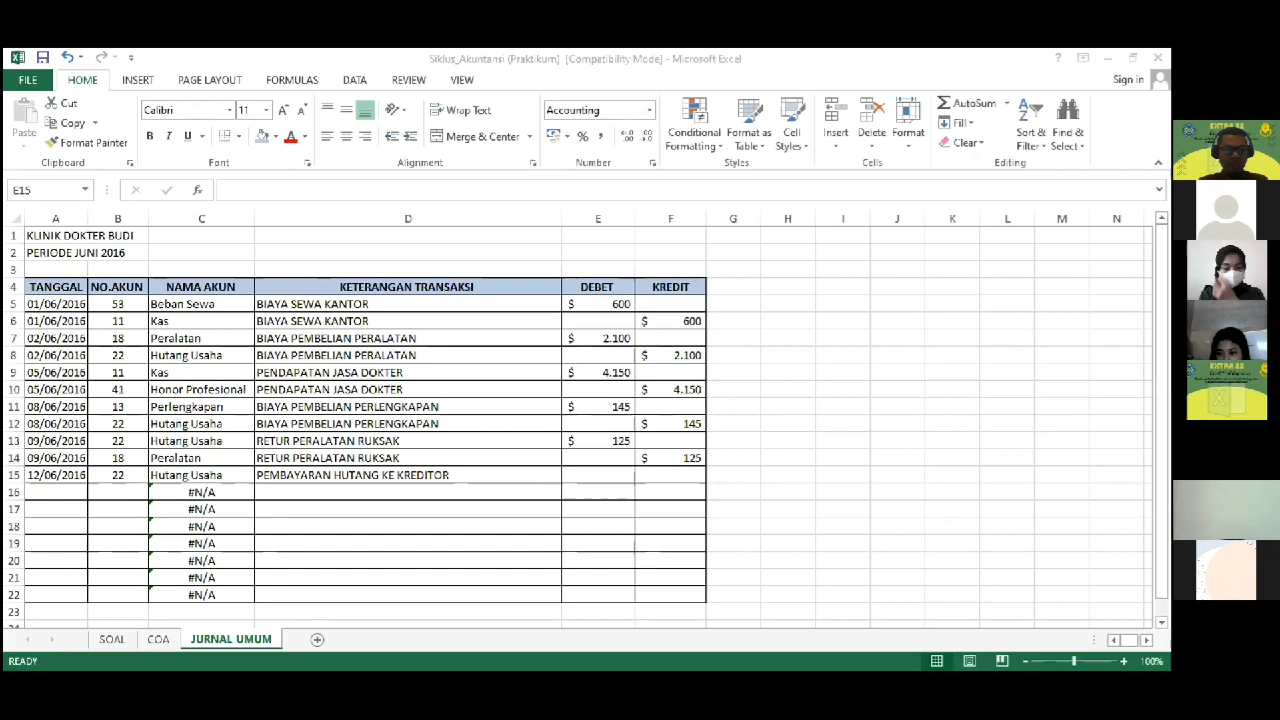 Siklus_Akuntansi (Praktikum) [Compatibility Mode] - Microsoft Excel
FILE HOME INSERT PAGE LAYOUT FORMULAS DATA REVIEW VIEW Sign in
Paste Cut Copy Format Painter
Calibri 11
B I U
Wrap Text
Merge & Center
Accounting
Conditional Formatting
Format as Table
Cell Styles
Insert Delete Format
AutoSum
Fill
Clear
Sort & Filter
Find & Select
Clipboard Font Alignment Number Styles Cells Editing
E15 fx
A B C D E F G H I J K L M N
1 KLINIK DOKTER BUDI
2 PERIODE JUNI 2016
3
4 TANGGAL NO.AKUN NAMA AKUN KETERANGAN TRANSAKSI DEBET KREDIT
5 01/06/2016 53 Beban Sewa BIAYA SEWA KANTOR $ 600
6 01/06/2016 11 Kas BIAYA SEWA KANTOR $ 600
7 02/06/2016 18 Peralatan BIAYA PEMBELIAN PERALATAN $ 2.100
8 02/06/2016 22 Hutang Usaha BIAYA PEMBELIAN PERALATAN $ 2.100
9 05/06/2016 11 Kas PENDAPATAN JASA DOKTER $ 4.150
10 05/06/2016 41 Honor Profesional PENDAPATAN JASA DOKTER $ 4.150
11 08/06/2016 13 Perlengkapan BIAYA PEMBELIAN PERLENGKAPAN $ 145
12 08/06/2016 22 Hutang Usaha BIAYA PEMBELIAN PERLENGKAPAN $ 145
13 09/06/2016 22 Hutang Usaha RETUR PERALATAN RUKSAK $ 125
14 09/06/2016 18 Peralatan RETUR PERALATAN RUKSAK $ 125
15 12/06/2016 22 Hutang Usaha PEMBAYARAN HUTANG KE KREDITOR
16 #N/A
17 #N/A
18 #N/A
19 #N/A
20 #N/A
21 #N/A
22 #N/A
23
SOAL COA JURNAL UMUM
READY 100%